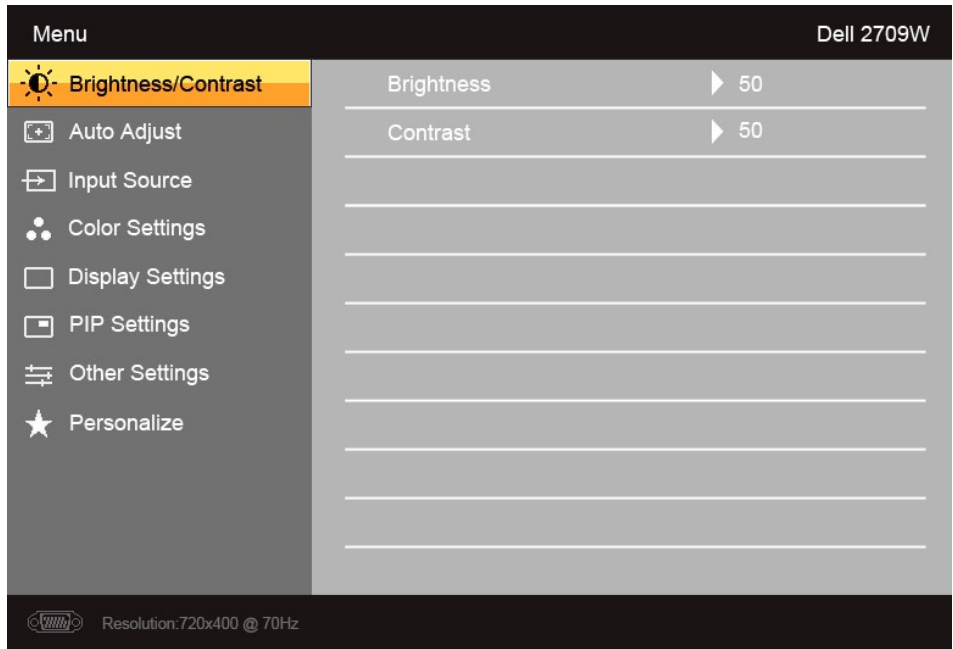 Menu Dell 2709W
Brightness/Contrast Brightness 50
Auto Adjust Contrast 50
Input Source
Color Settings
Display Settings
PIP Settings
Other Settings
Personalize
Resolution:720x400 @ 70Hz